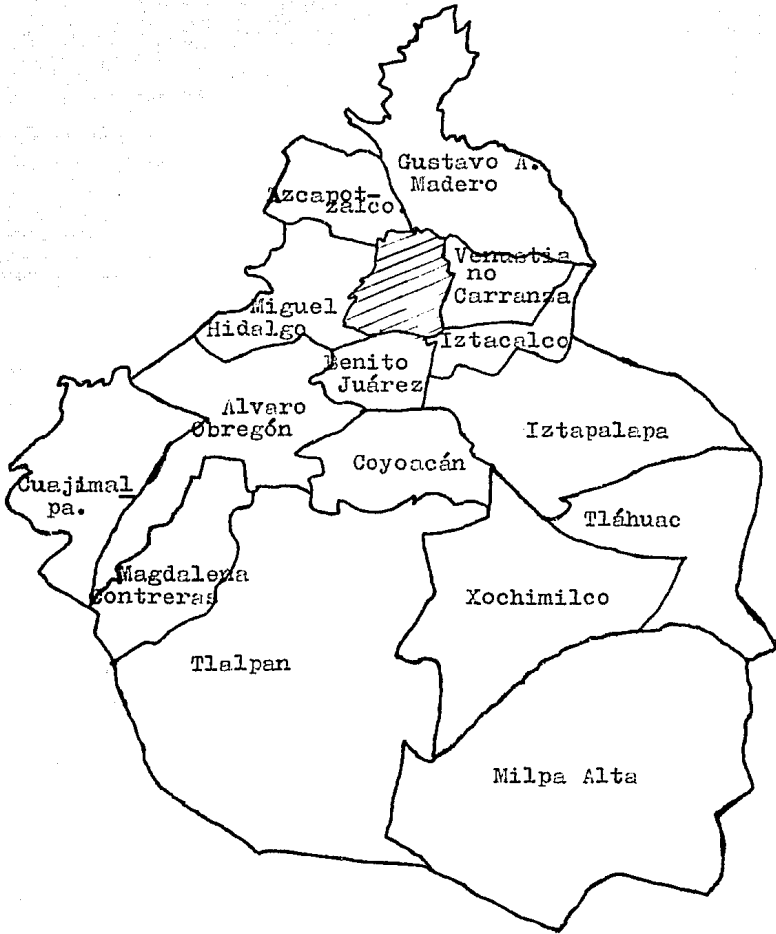 Gustavo A.
Madero
Azcapot-
zalco.
Venustia
no
Carranza
Miguel
Hidalgo
Iztacalco
Benito
Juárez
Alvaro
Obregón
Iztapalapa
Coyoacán
Cuajimal
pa.
Tláhuac
Magdalena
Contreras
Xochimilco
Tlalpan
Milpa Alta